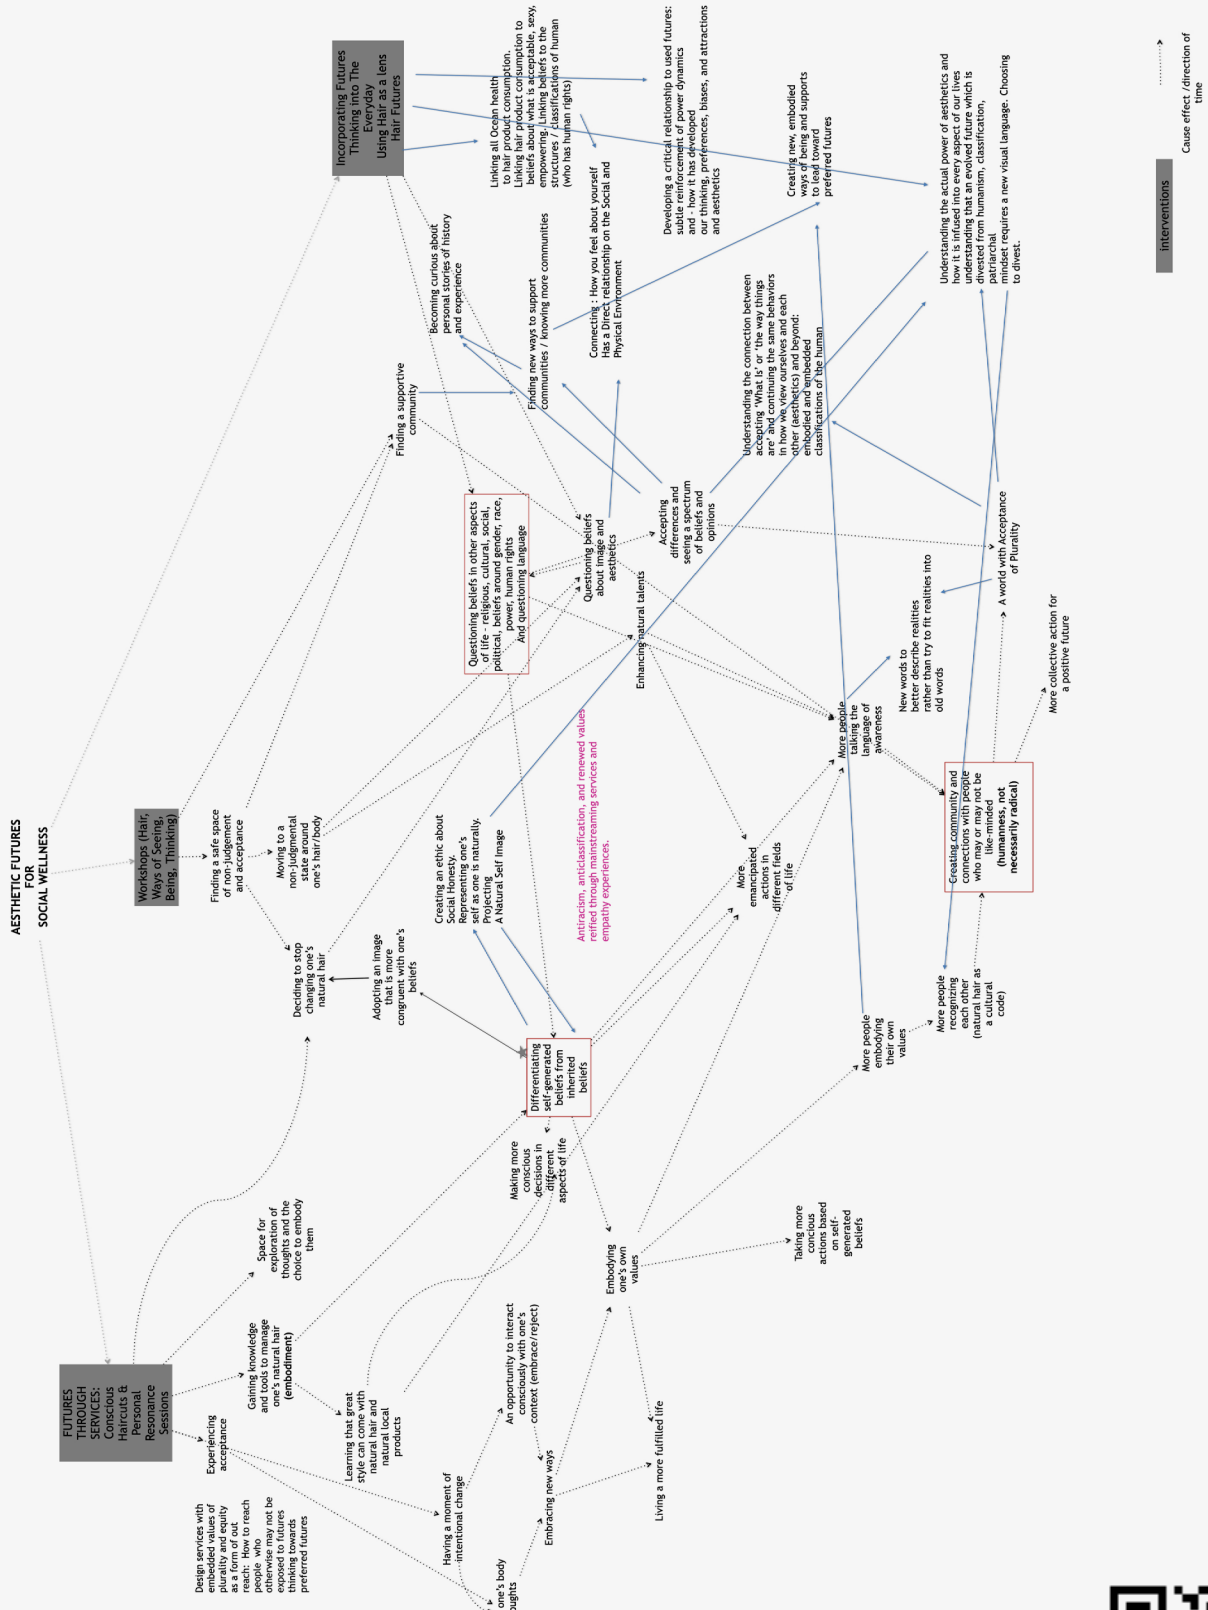 AESTHETIC FUTURES
FOR
SOCIAL WELLNESS
FUTURES
THROUGH
SERVICES:
Conscious
Haircuts &
Personal
Resonance
Sessions
Workshops (Hair,
Ways of Seeing,
Being, Thinking)
Incorporating Futures
Thinking into The
Everyday
Using Hair as a lens
Hair Futures
Design services with
embedded values of
plurality and equity
as a form of out
reach: How to reach
people who
otherwise may not be
exposed to futures
thinking towards
preferred futures
Experiencing
acceptance
Gaining knowledge
and tools to manage
one's natural hair
(embodiment)
Space for
exploration of
thoughts and the
choice to embody
them
Finding a safe space
of non-judgement
and acceptance
Moving to a
non-judgmental
state around
one's hair/body
Deciding to stop
changing one's
natural hair
Finding a supportive
community
Becoming curious about
personal stories of history
and experience
Linking all Ocean health
to hair product consumption.
Linking hair product consumption to
beliefs about what is acceptable, sexy,
empowering. Linking beliefs to the
structures / classifications of human
(who has human rights)
Learning that great
style can come with
natural hair and
natural local
products
Adopting an image
that is more
congruent with one's
beliefs
Creating an ethic about
Social Honesty.
Representing one's
self as one is naturally.
Projecting
A Natural Self Image
Questioning beliefs in other aspects
of life - religious, cultural, social,
political, beliefs around gender, race,
power, human rights
And questioning language
Finding new ways to support
communities / knowing more communities
Having a moment of
intentional change
An opportunity to interact
consciously with one's
context (embrace/reject)
one's body
oughts
Embracing new ways
Making more
conscious
decisions in
different
aspects of life
Differentiating
self-generated
beliefs from
inherited
beliefs
Antiracism, anticlassification, and renewed values
reified through mainstreaming services and
empathy experiences.
Questioning beliefs
about image and
aesthetics
Connecting : How you feel about yourself
Has a Direct relationship on the Social and
Physical Environment
Embodying
one's own
values
Living a more fulfilled life
Enhancing natural talents
Accepting
differences and
seeing a spectrum
of beliefs and
opinions
Developing a critical relationship to used futures:
subtle reinforcement of power dynamics
and - how it has developed
our thinking, preferences, biases, and attractions
and aesthetics
More
emancipated
actions in
different fields
of life
Understanding the connection between
accepting 'What Is' or 'the way things
are' and continuing the same behaviors
in how we view ourselves and each
other (aesthetics) and beyond:
embodied and embedded
classifications of the human
Creating new, embodied
ways of being and supports
to lead toward
preferred futures
Taking more
concious
actions based
on self-
generated
beliefs
More people
talking the
language of
awareness
More people
embodying
their own
values
New words to
better describe realities
rather than try to fit realities into
old words
More people
recognizing
each other
(natural hair as
a cultural
code)
Creating community and
connections with people
who may or may not be
like-minded
(humanness, not
necessarily radical)
A world with Acceptance
of Plurality
Understanding the actual power of aesthetics and
how it is infused into every aspect of our lives
understanding that an evolved future which is
divested from humanism, classification,
patriarchal
mindset requires a new visual language. Choosing
to divest.
More collective action for
a positive future
Interventions
Cause effect /direction of
time